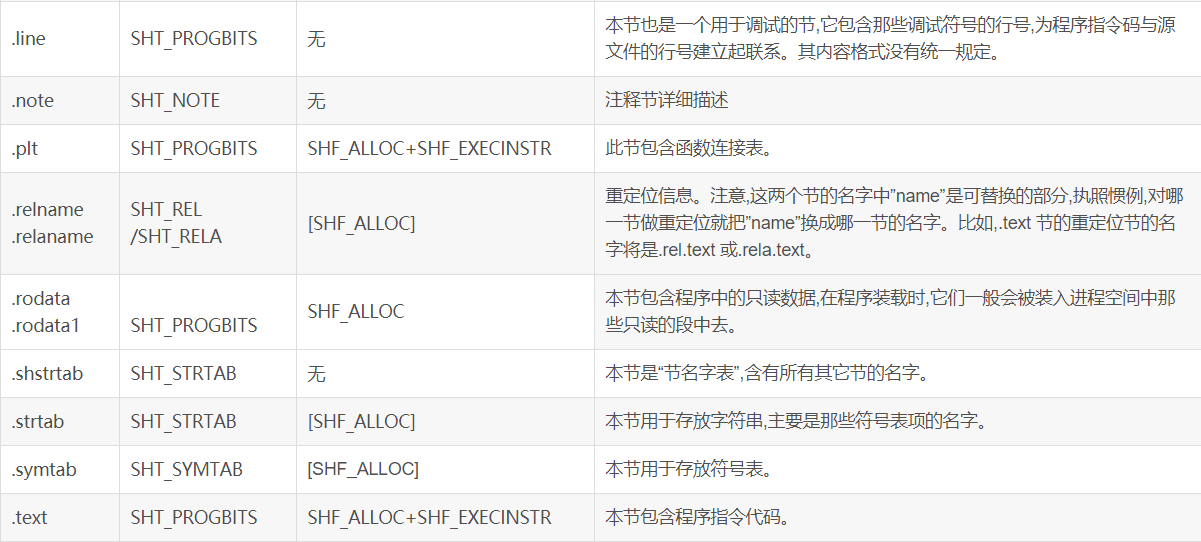 .line SHT_PROGBITS 无 本节也是一个用于调试的节,它包含那些调试符号的行号,为程序指令码与源
文件的行号建立起联系。其内容格式没有统一规定。
.note SHT_NOTE 无 注释节详细描述
.plt SHT_PROGBITS SHF_ALLOC+SHF_EXECINSTR 此节包含函数连接表。
.relname
.relaname
SHT_REL
/SHT_RELA
[SHF_ALLOC]
重定位信息。注意,这两个节的名字中”name”是可替换的部分,执照惯例,对哪
一节做重定位就把”name”换成哪一节的名字。比如,.text 节的重定位节的名
字将是.rel.text 或.rela.text。
.rodata
.rodata1
SHT_PROGBITS
SHF_ALLOC
本节包含程序中的只读数据,在程序装载时,它们一般会被装入进程空间中那
些只读的段中去。
.shstrtab SHT_STRTAB 无 本节是“节名字表”,含有所有其它节的名字。
.strtab SHT_STRTAB [SHF_ALLOC] 本节用于存放字符串,主要是那些符号表项的名字。
.symtab SHT_SYMTAB [SHF_ALLOC] 本节用于存放符号表。
.text SHT_PROGBITS SHF_ALLOC+SHF_EXECINSTR 本节包含程序指令代码。